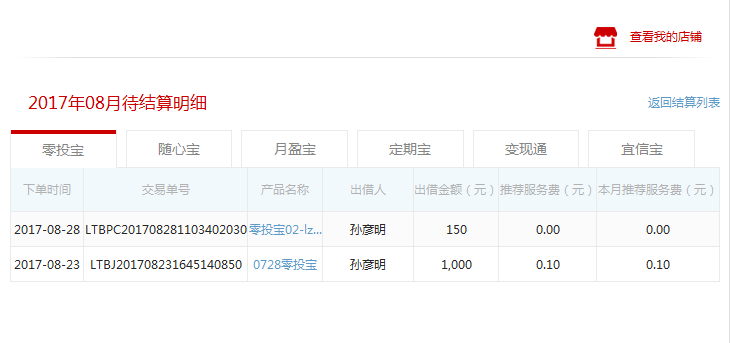 查看我的店铺
2017年08月待结算明细 返回结算列表
零投宝 随心宝 月盈宝 定期宝 变现通 宜信宝
下单时间 交易单号 产品名称 出借人 出借金额（元） 推荐服务费（元） 本月推荐服务费（元）
2017-08-28 LTBPC201708281103402030 零投宝02-lz... 孙彦明 150 0.00 0.00
2017-08-23 LTBJ201708231645140850 0728零投宝 孙彦明 1,000 0.10 0.10